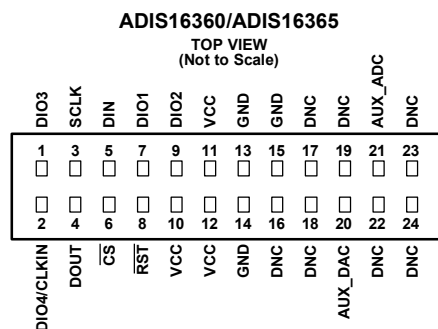 ADIS16360/ADIS16365
TOP VIEW
(Not to Scale)
DIO3 SCLK DIN DIO1 DIO2 VCC GND GND DNC DNC AUX_ADC DNC
1 3 5 7 9 11 13 15 17 19 21 23
2 4 6 8 10 12 14 16 18 20 22 24
DIO4/CLKIN DOUT CS RST VCC VCC GND DNC DNC AUX_DAC DNC DNC